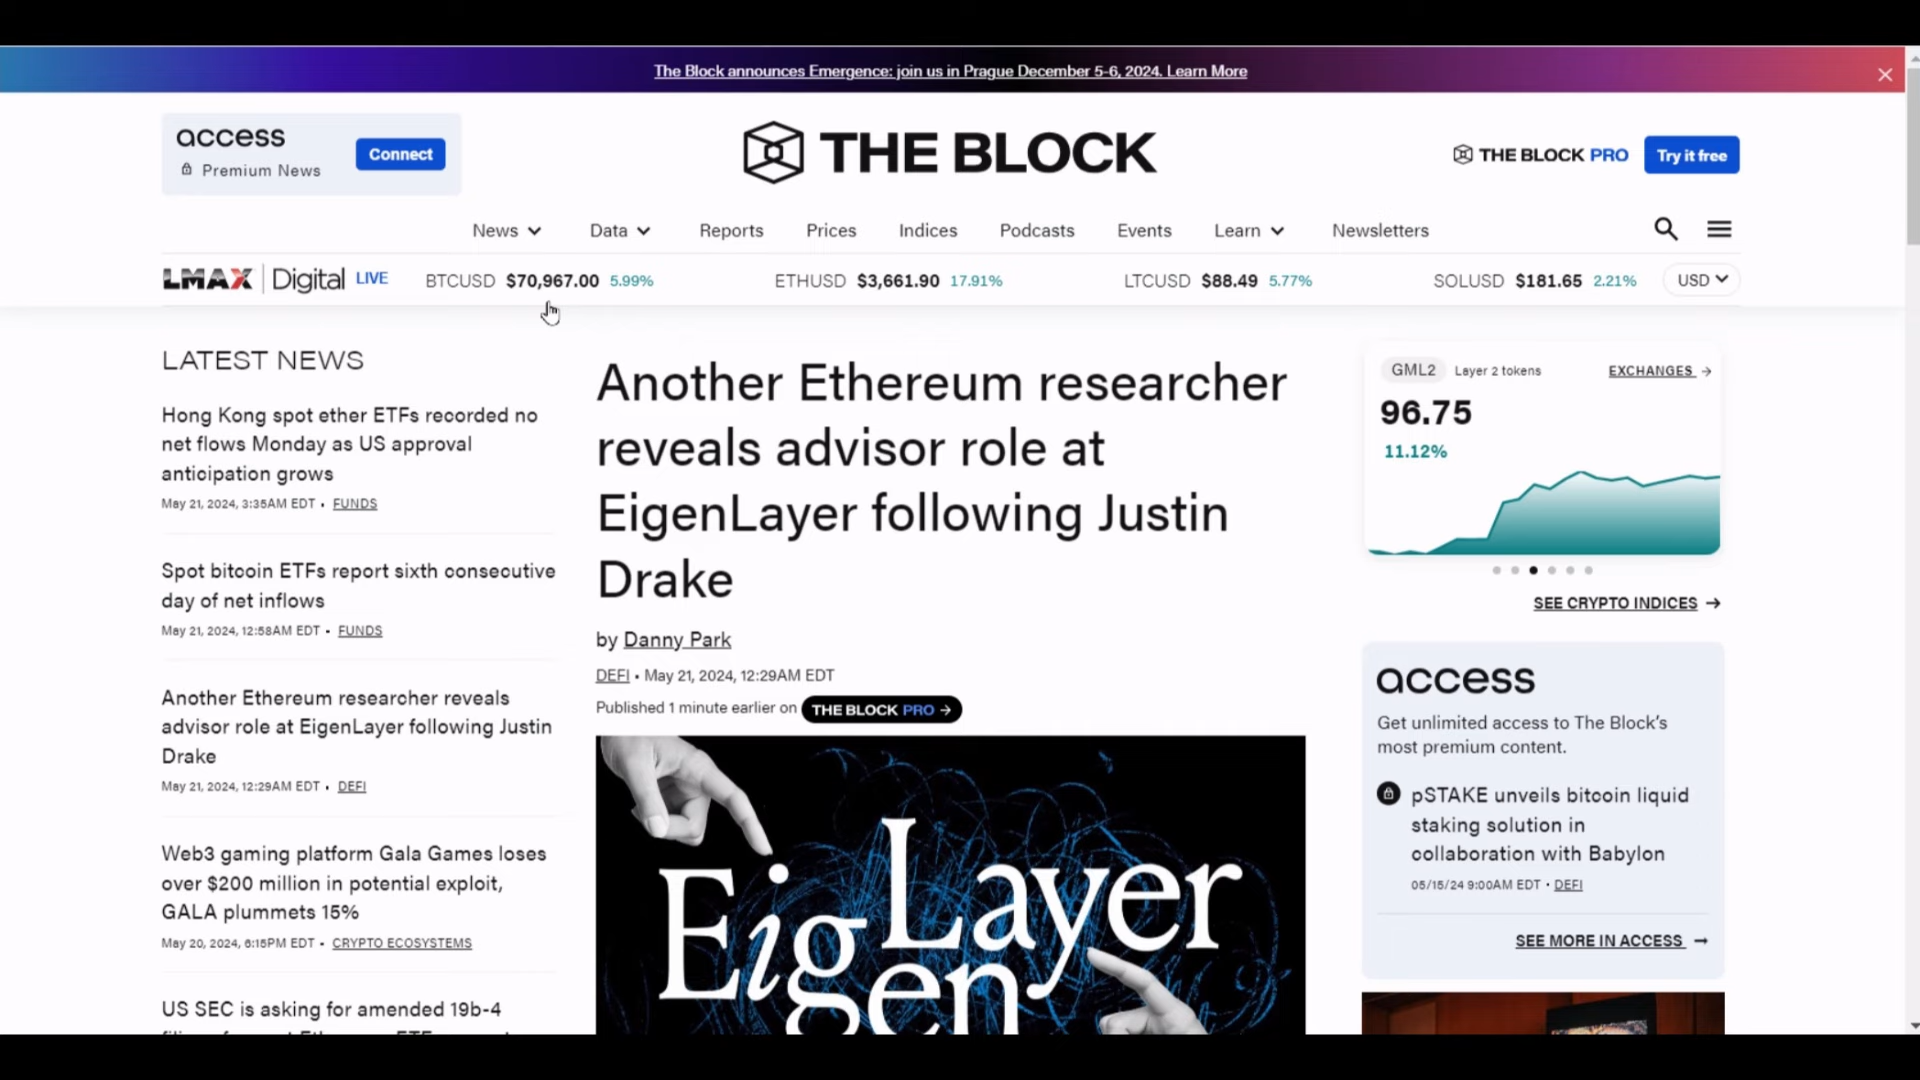 The Block announces Emergence: join us in Prague December 5-6, 2024. Learn More
access
Premium News
Connect
THE BLOCK
THE BLOCK PRO
Try it free
News
Data
Reports
Prices
Indices
Podcasts
Events
Learn
Newsletters
LMAX Digital LIVE
BTCUSD $70,967.00 5.99%
ETHUSD $3,661.90 17.91%
LTCUSD $88.49 5.77%
SOLUSD $181.65 2.21%
USD
LATEST NEWS
Hong Kong spot ether ETFs recorded no
net flows Monday as US approval
anticipation grows
May 21, 2024, 3:35AM EDT • FUNDS
Spot bitcoin ETFs report sixth consecutive
day of net inflows
May 21, 2024, 12:58AM EDT • FUNDS
Another Ethereum researcher reveals
advisor role at EigenLayer following Justin
Drake
May 21, 2024, 12:29AM EDT • DEFI
Web3 gaming platform Gala Games loses
over $200 million in potential exploit,
GALA plummets 15%
May 20, 2024, 6:15PM EDT • CRYPTO ECOSYSTEMS
US SEC is asking for amended 19b-4
Another Ethereum researcher
reveals advisor role at
EigenLayer following Justin
Drake
by Danny Park
DEFI • May 21, 2024, 12:29AM EDT
Published 1 minute earlier on THE BLOCK PRO →
Eigen
Layer
GML2 Layer 2 tokens EXCHANGES →
96.75
11.12%
SEE CRYPTO INDICES →
access
Get unlimited access to The Block's
most premium content.
pSTAKE unveils bitcoin liquid
staking solution in
collaboration with Babylon
05/15/24 9:00AM EDT • DEFI
SEE MORE IN ACCESS →